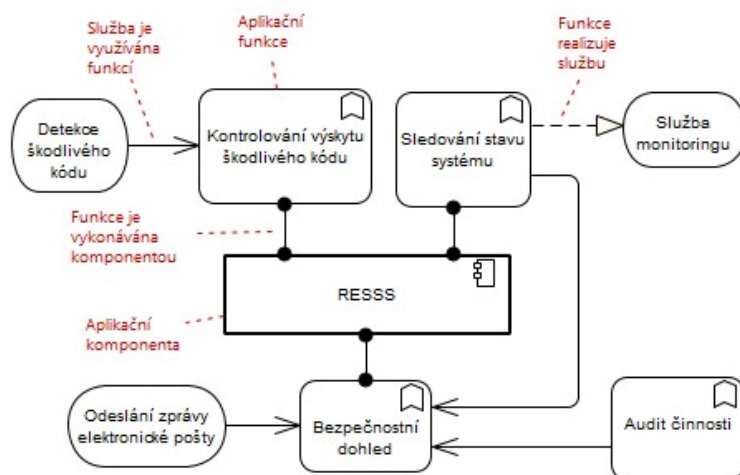 Služba je
využívána
funkcí
Aplikační
funkce
Funkce
realizuje
službu
Detekce
škodlivého
kódu
Kontrolování výskytu
škodlivého kódu
Sledování stavu
systému
Služba
monitoringu
Funkce je
vykonávána
komponentou
RESSS
Aplikační
komponenta
Odeslání zprávy
elektronické pošty
Bezpečnostní
dohled
Audit činnosti